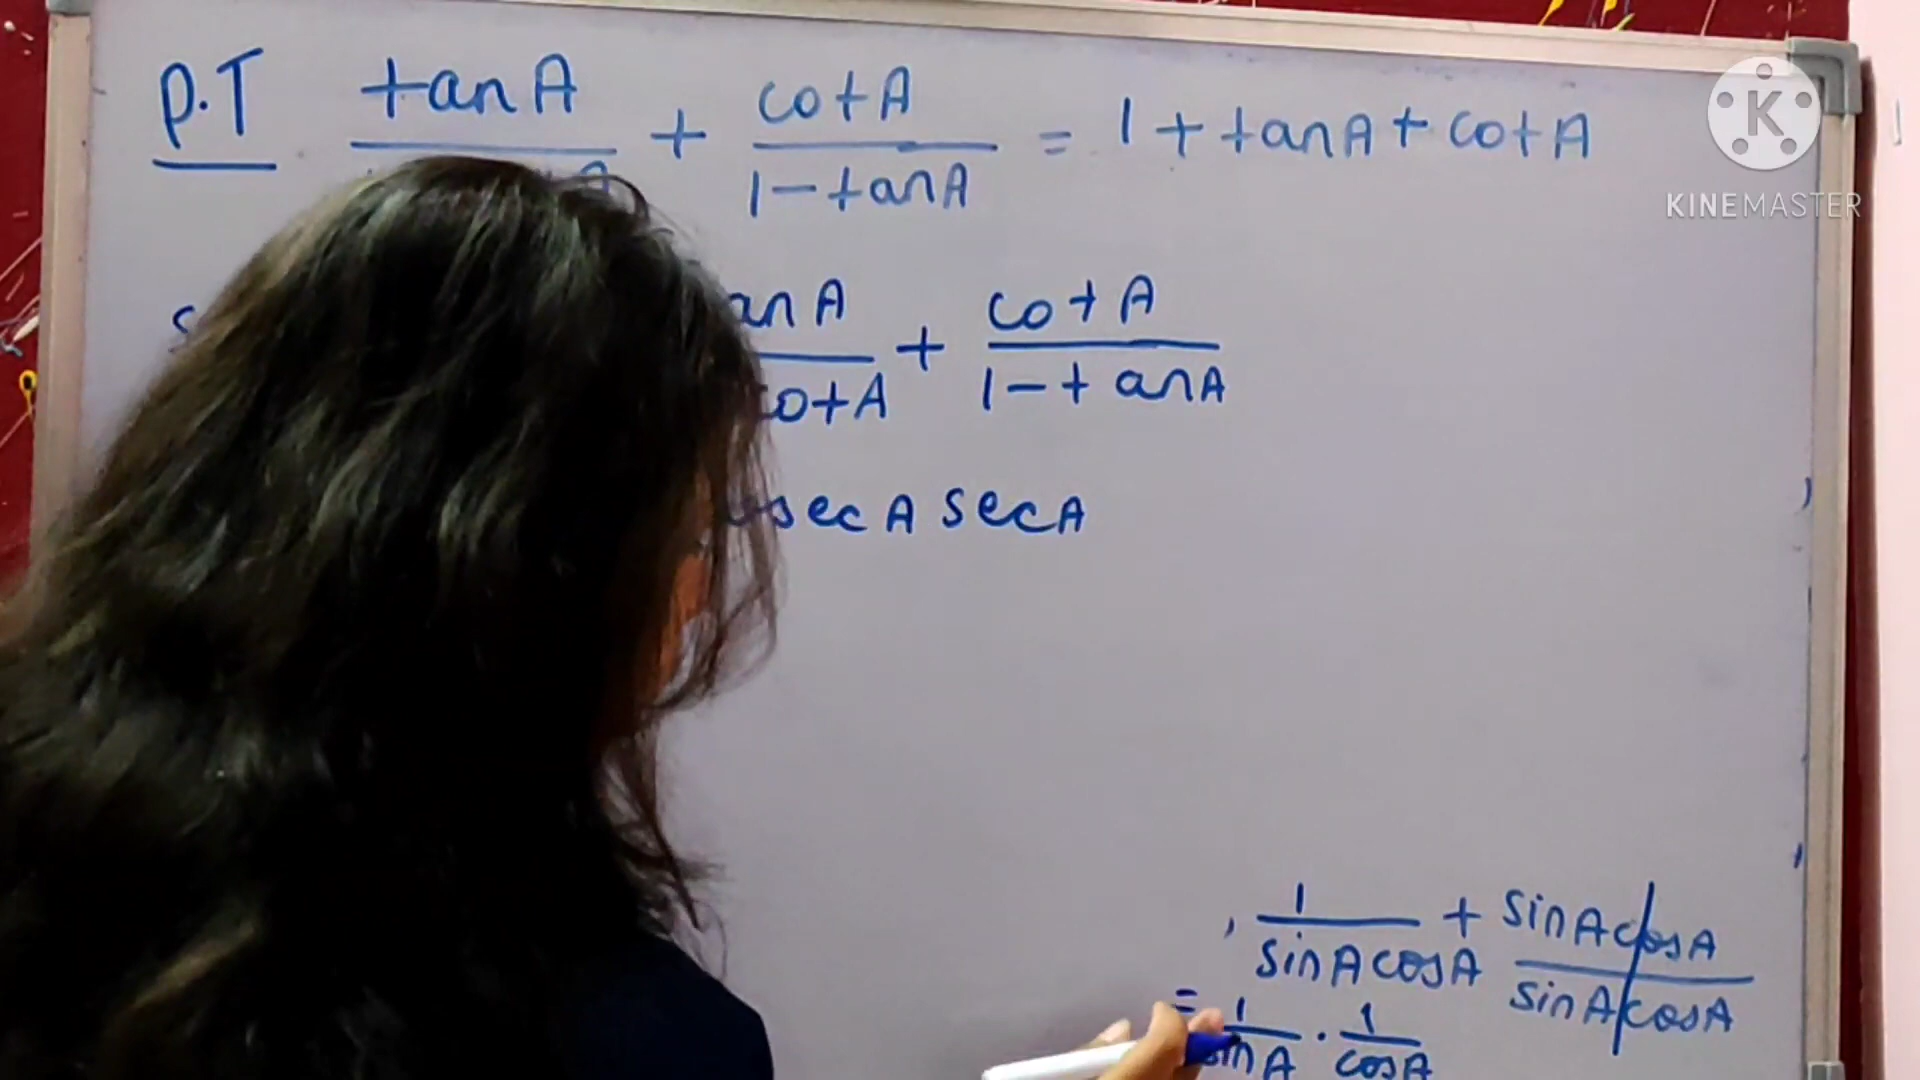 P.T tanA + cotA = 1 + tanA + cotA
1 - tanA
anA + cotA
cotA 1 - tanA
secA secA
1 + sinAcosA
sinAcosA sinAcosA
= 1 . 1
sinA cosA
KINEMASTER